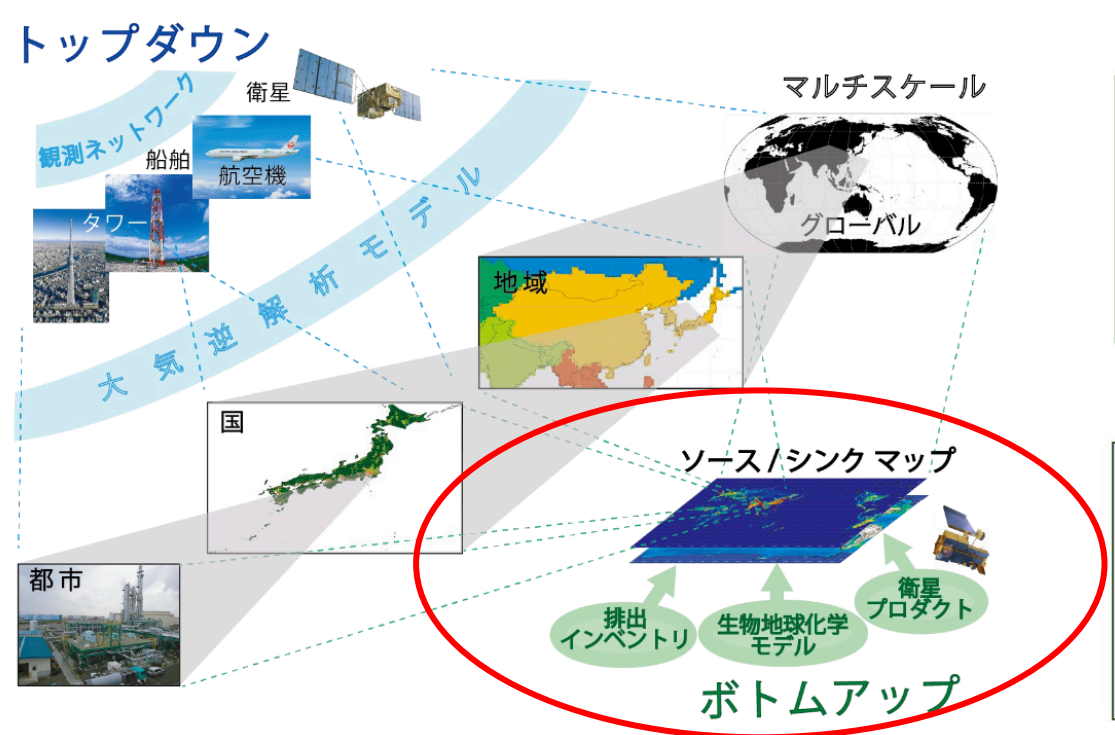 トップダウン
観測ネットワーク
衛星
船舶
航空機
タワー
大気逆解析モデル
マルチスケール
グローバル
地域
国
都市
ソース/シンク マップ
排出
インベントリ
生物地球化学
モデル
衛星
プロダクト
ボトムアップ